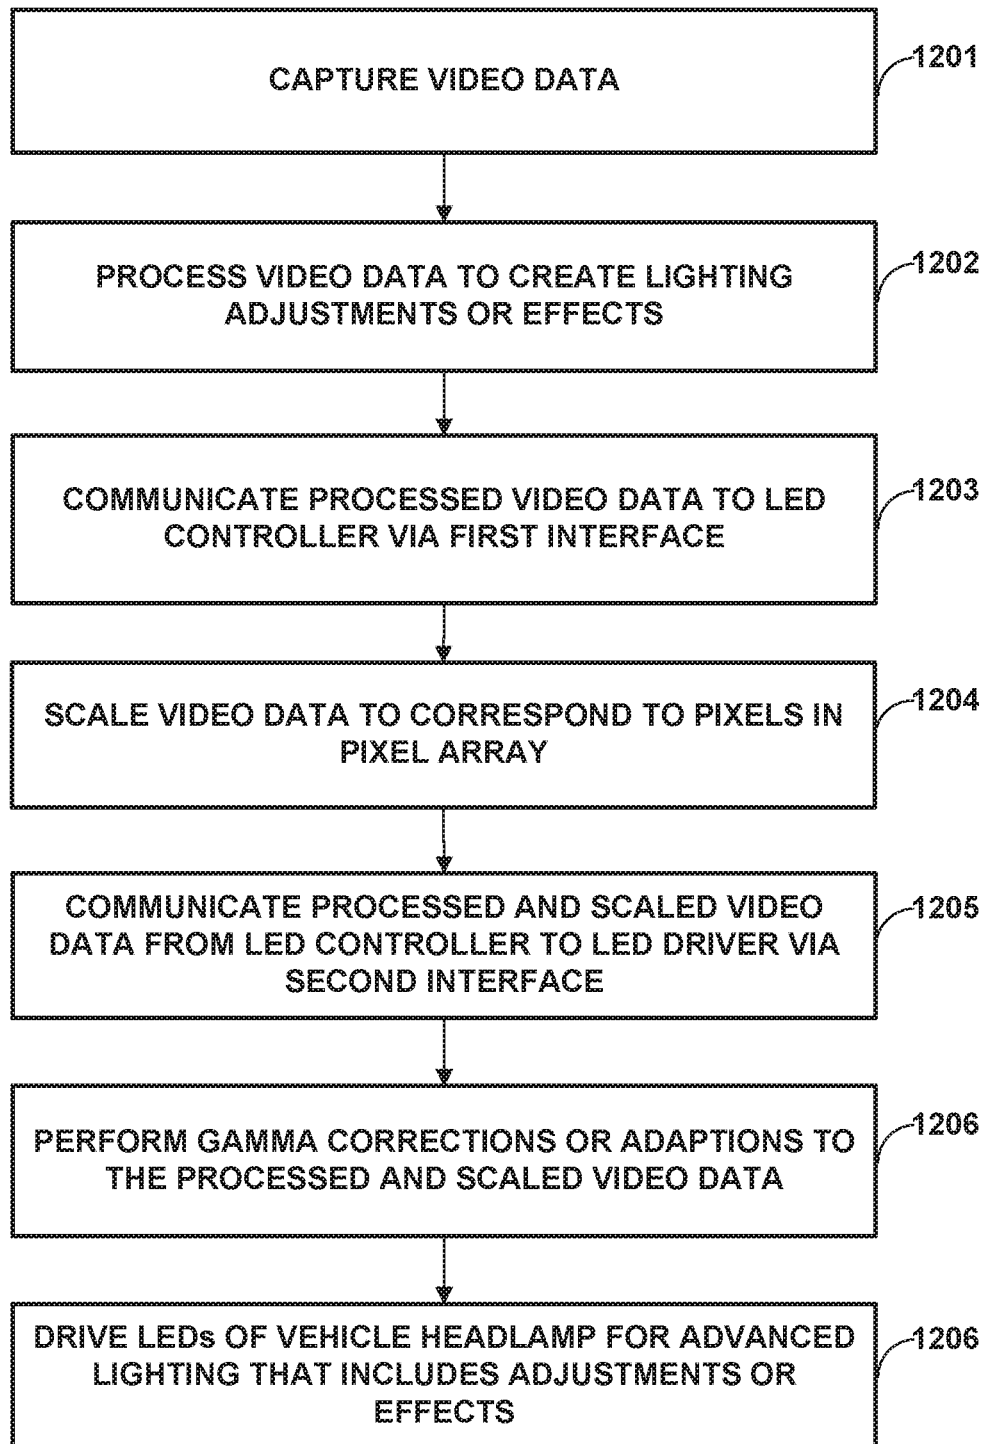 CAPTURE VIDEO DATA
1201
PROCESS VIDEO DATA TO CREATE LIGHTING
ADJUSTMENTS OR EFFECTS
1202
COMMUNICATE PROCESSED VIDEO DATA TO LED
CONTROLLER VIA FIRST INTERFACE
1203
SCALE VIDEO DATA TO CORRESPOND TO PIXELS IN
PIXEL ARRAY
1204
COMMUNICATE PROCESSED AND SCALED VIDEO
DATA FROM LED CONTROLLER TO LED DRIVER VIA
SECOND INTERFACE
1205
PERFORM GAMMA CORRECTIONS OR ADAPTIONS TO
THE PROCESSED AND SCALED VIDEO DATA
1206
DRIVE LEDs OF VEHICLE HEADLAMP FOR ADVANCED
LIGHTING THAT INCLUDES ADJUSTMENTS OR
EFFECTS
1206